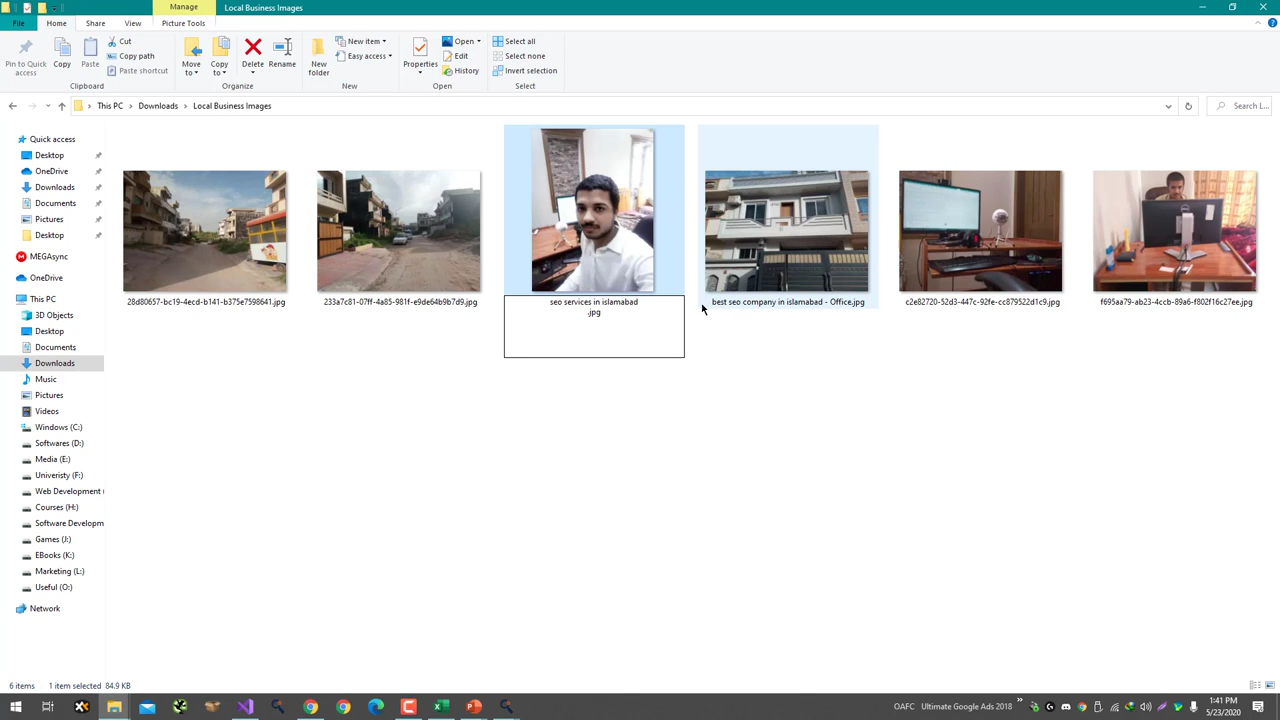 Manage
Local Business Images
File
Home
Share
View
Picture Tools
Pin to Quick access
Copy
Paste
Cut
Copy path
Paste shortcut
Clipboard
Move to
Copy to
Delete
Rename
Organize
New folder
New item
Easy access
New
Properties
Open
Edit
History
Open
Select all
Select none
Invert selection
Select
This PC
Downloads
Local Business Images
Search L...
Quick access
Desktop
OneDrive
Downloads
Documents
Pictures
Desktop
MEGAsync
OneDrive
This PC
3D Objects
Desktop
Documents
Downloads
Music
Pictures
Videos
Windows (C:)
Softwares (D:)
Media (E:)
Univeristy (F:)
Web Development (
Courses (H:)
Software Developm
Games (J:)
EBooks (K:)
Marketing (L:)
Useful (O:)
Network
28d80657-bc19-4ecd-b141-b375e7598641.jpg
233a7c81-07ff-4a85-981f-e9de64b9b7d9.jpg
seo services in islamabad
.jpg
best seo company in islamabad - Office.jpg
c2e82720-52d3-447c-92fe-cc879522d1c9.jpg
f695aa79-ab23-4ccb-89a6-f802f16c27ee.jpg
6 items
1 item selected
84.9 KB
OAFC
Ultimate Google Ads 2018
1:41 PM
5/23/2020